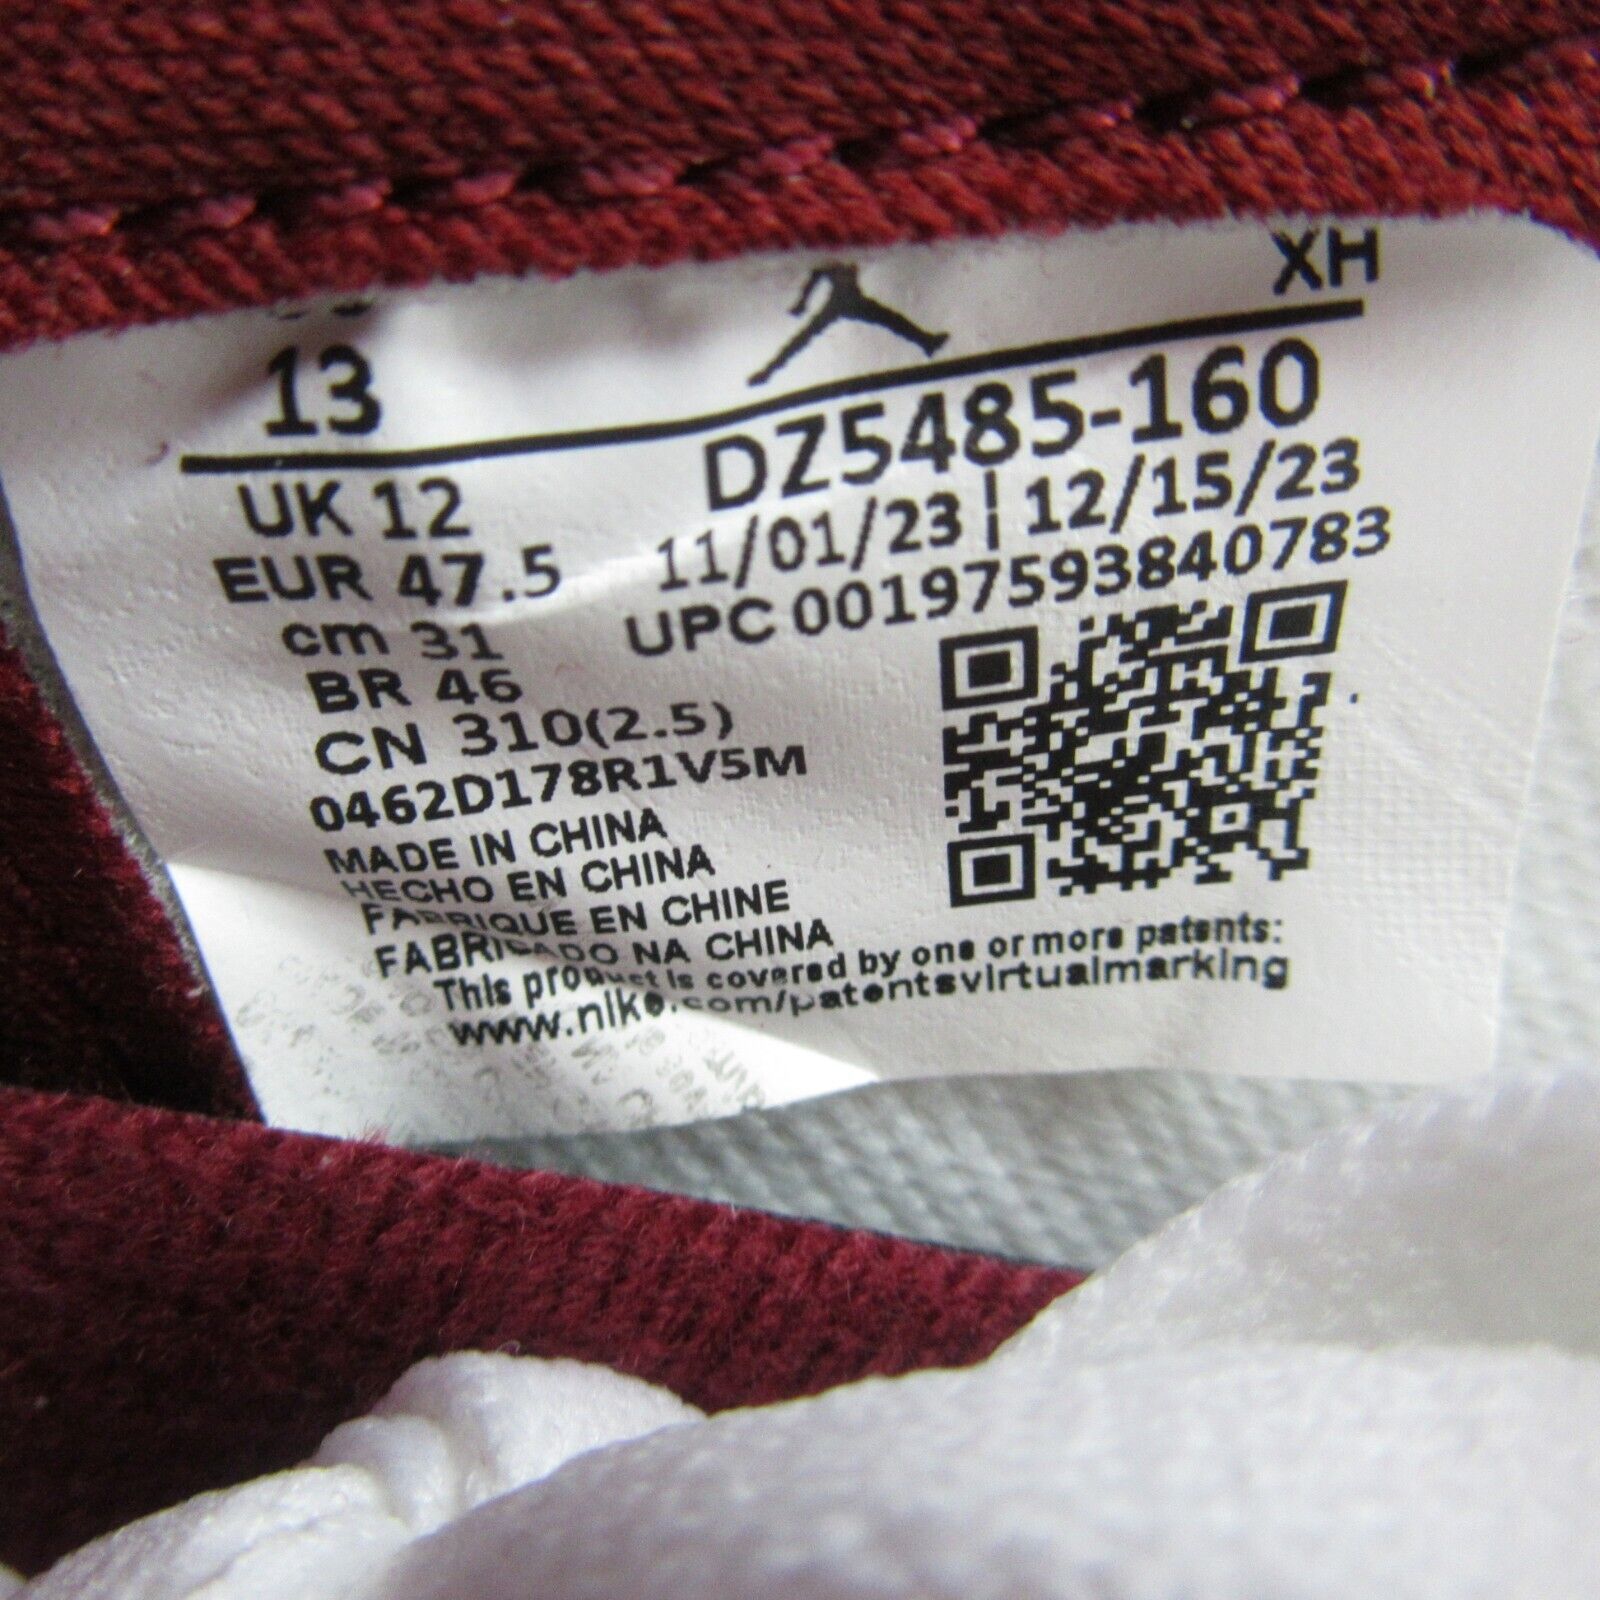 XH
13
DZ5485-160
UK 12
11/01/23 | 12/15/23
EUR 47.5
UPC 00197593840783
cm 31
BR 46
CN 310(2.5)
0462D178R1V5M
MADE IN CHINA
HECHO EN CHINA
FABRIQUE EN CHINE
FABRICADO NA CHINA
This product is covered by one or more patents:
www.nike.com/patentsvirtualmarking